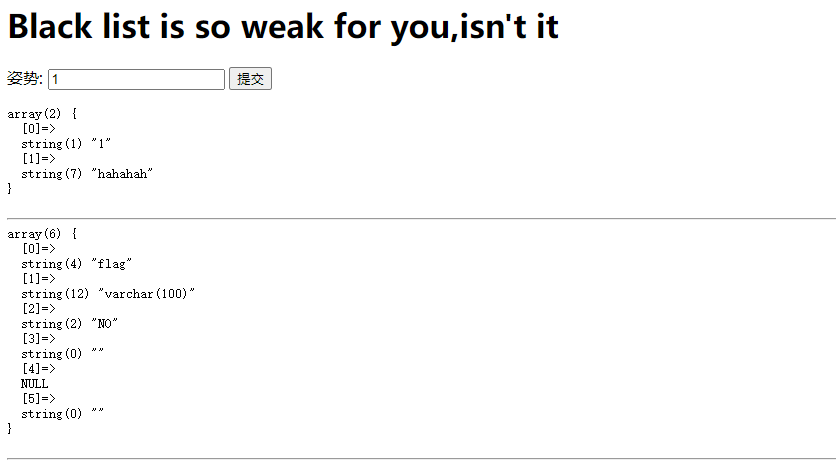 Black list is so weak for you,isn't it
姿势: 1 提交
array(2) {
  [0]=>
  string(1) "1"
  [1]=>
  string(7) "hahahah"
}
array(6) {
  [0]=>
  string(4) "flag"
  [1]=>
  string(12) "varchar(100)"
  [2]=>
  string(2) "NO"
  [3]=>
  string(0) ""
  [4]=>
  NULL
  [5]=>
  string(0) ""
}